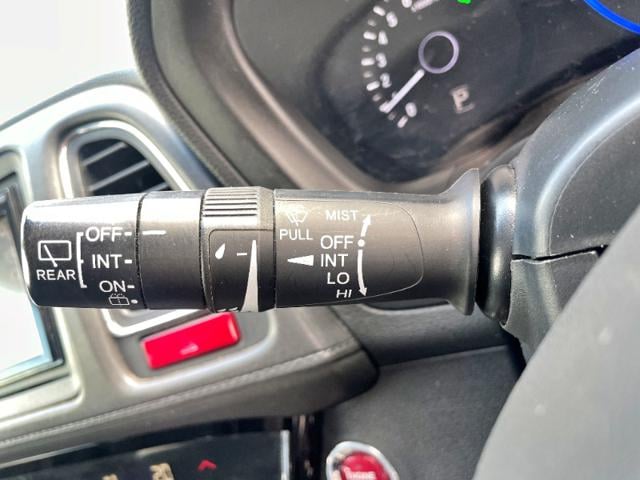 OFF
REAR
INT
ON
PULL
MIST
OFF
INT
LO
HI